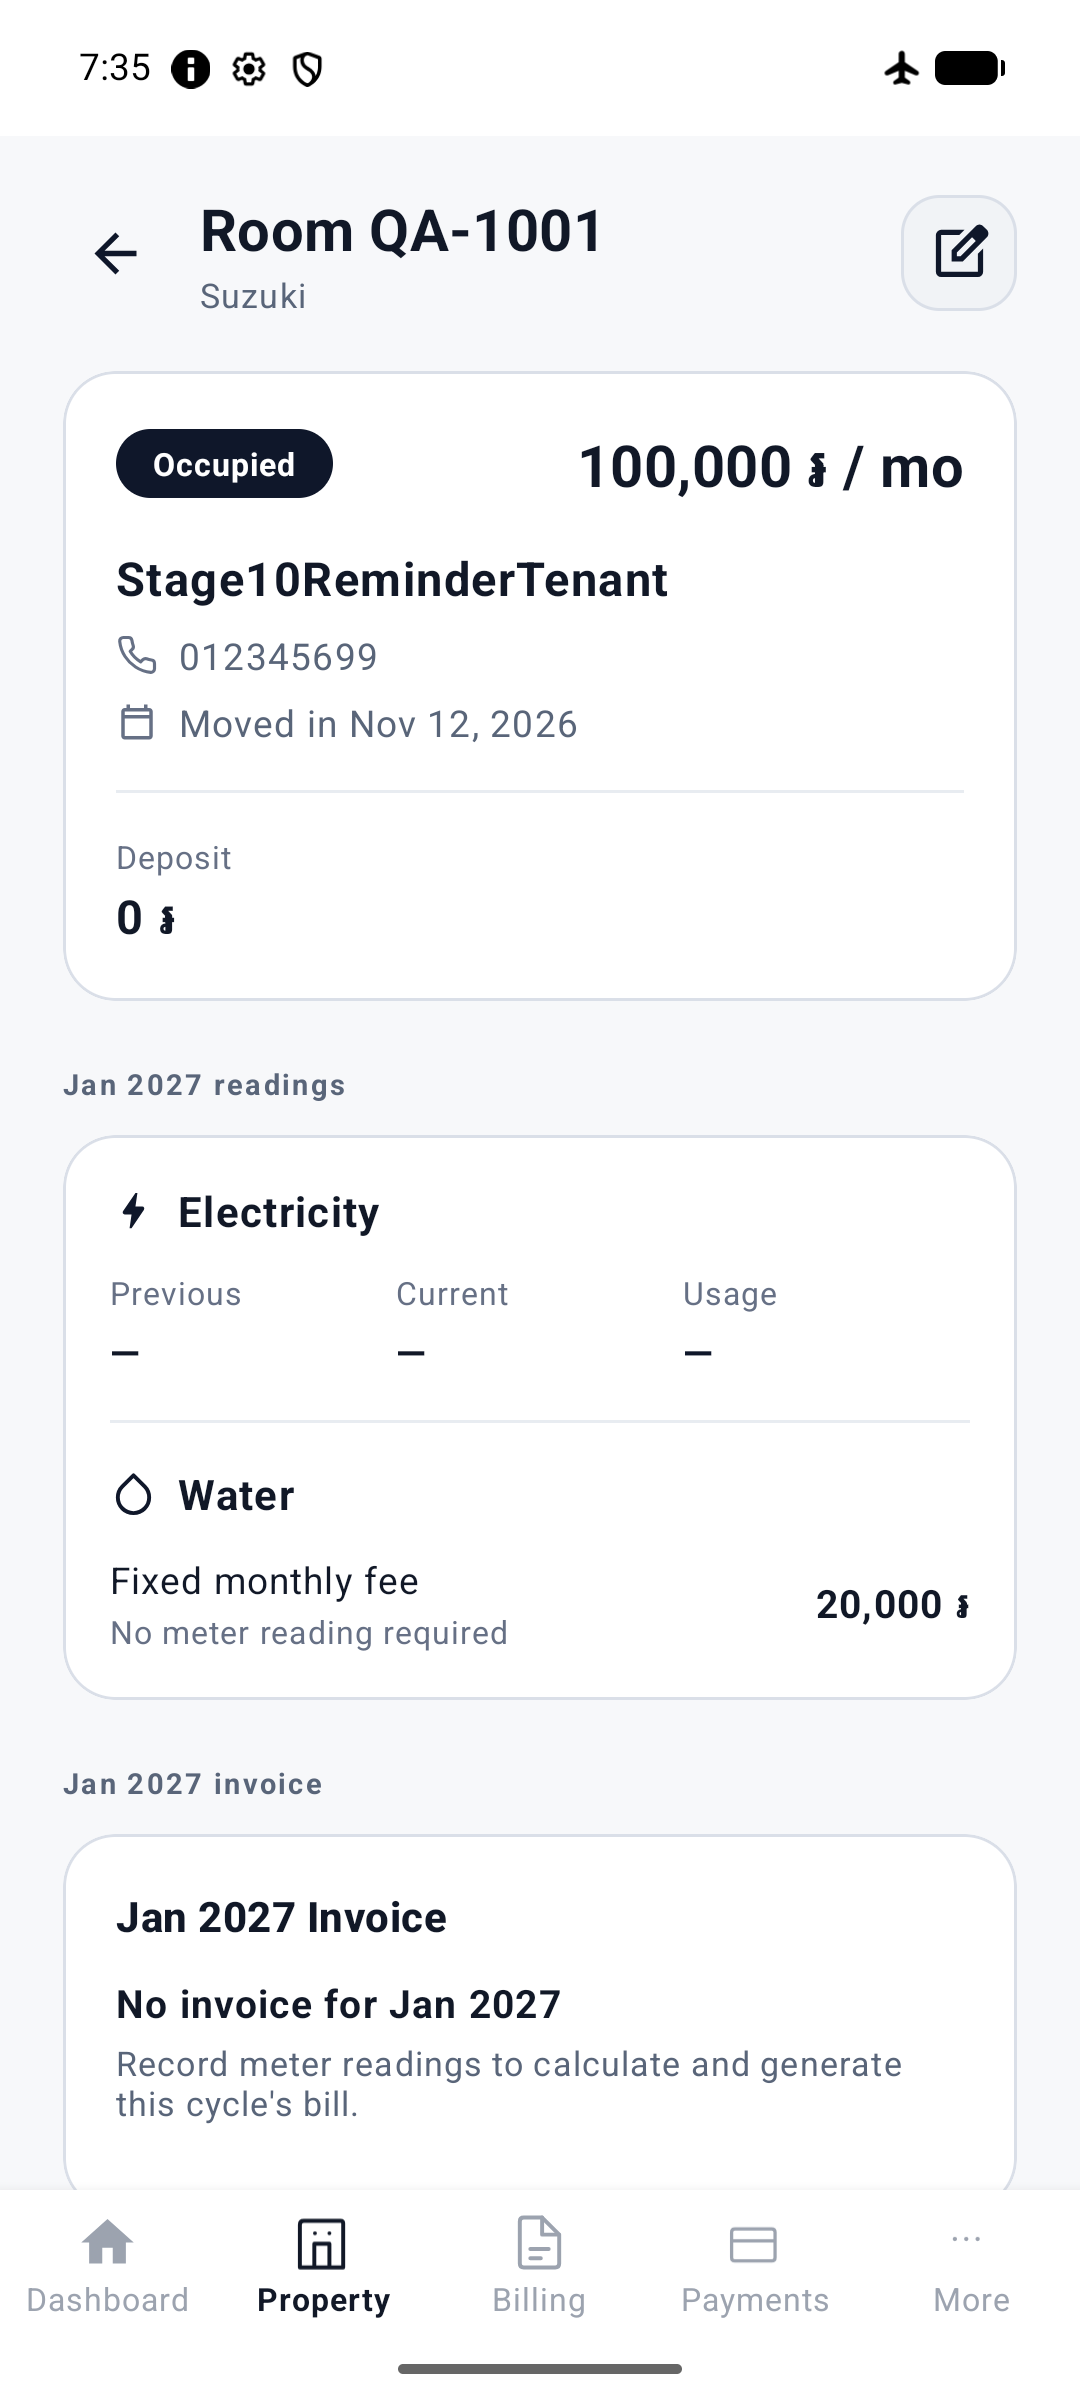 7:35
Room QA-1001
Suzuki
Occupied
100,000 ៛ / mo
Stage10ReminderTenant
012345699
Moved in Nov 12, 2026
Deposit
0 ៛
Jan 2027 readings
Electricity
Previous Current Usage
– – –
Water
Fixed monthly fee
No meter reading required
20,000 ៛
Jan 2027 invoice
Jan 2027 Invoice
No invoice for Jan 2027
Record meter readings to calculate and generate
this cycle's bill.
Dashboard Property Billing Payments More